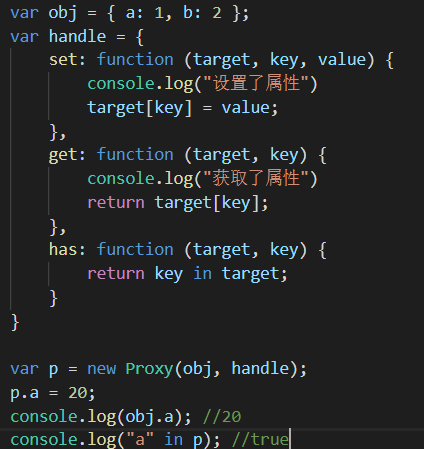 var obj = { a: 1, b: 2 };
var handle = {
    set: function (target, key, value) {
        console.log("设置了属性")
        target[key] = value;
    },
    get: function (target, key) {
        console.log("获取了属性")
        return target[key];
    },
    has: function (target, key) {
        return key in target;
    }
}

var p = new Proxy(obj, handle);
p.a = 20;
console.log(obj.a); //20
console.log("a" in p); //true